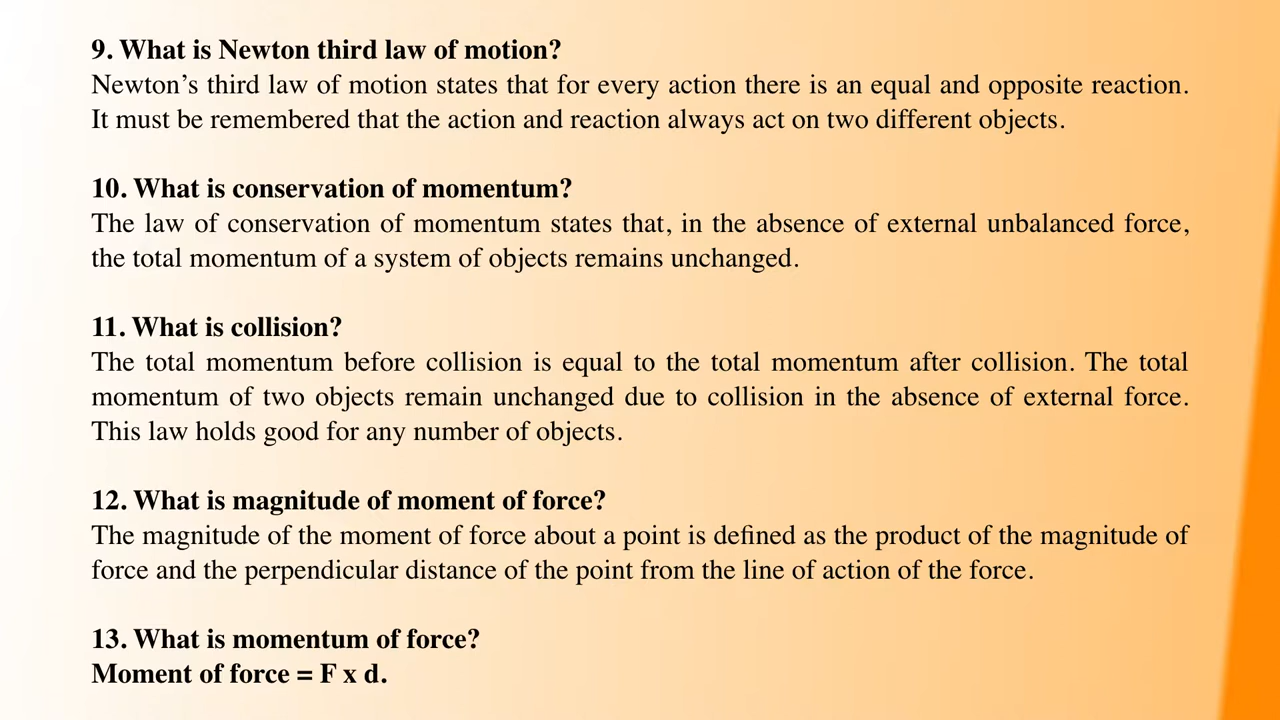 9. What is Newton third law of motion?
Newton’s third law of motion states that for every action there is an equal and opposite reaction.
It must be remembered that the action and reaction always act on two different objects.
10. What is conservation of momentum?
The law of conservation of momentum states that, in the absence of external unbalanced force,
the total momentum of a system of objects remains unchanged.
11. What is collision?
The total momentum before collision is equal to the total momentum after collision. The total
momentum of two objects remain unchanged due to collision in the absence of external force.
This law holds good for any number of objects.
12. What is magnitude of moment of force?
The magnitude of the moment of force about a point is defined as the product of the magnitude of
force and the perpendicular distance of the point from the line of action of the force.
13. What is momentum of force?
Moment of force = F x d.